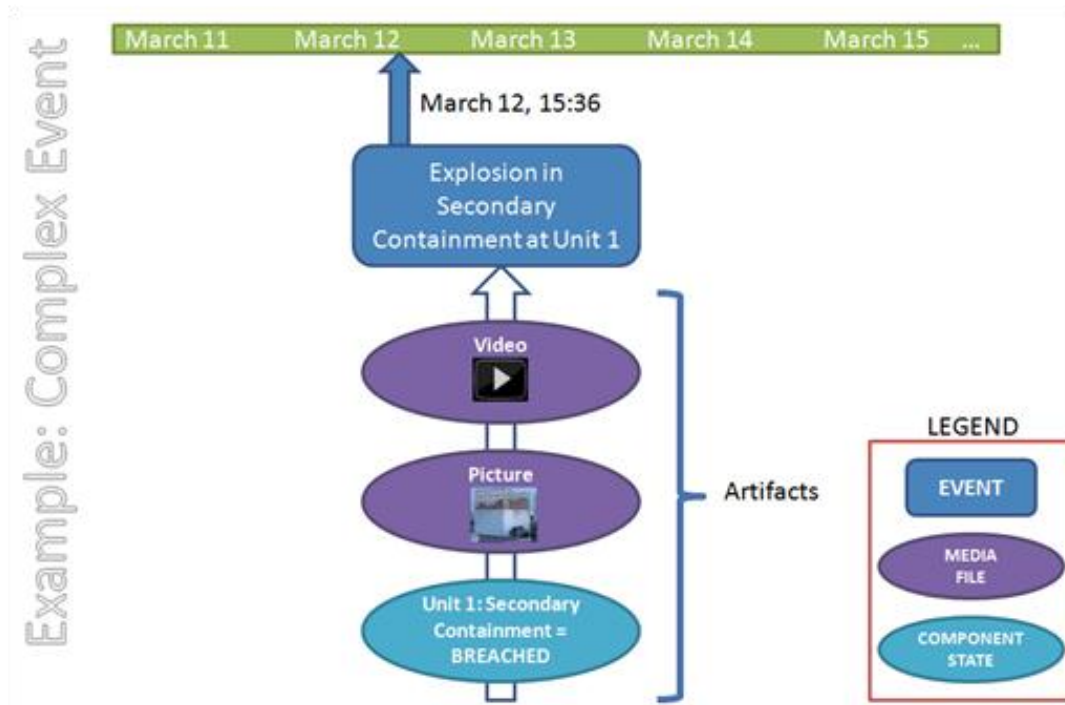 Example: Complex Event
March 11 March 12 March 13 March 14 March 15 ...
March 12, 15:36
Explosion in
Secondary
Containment at Unit 1
Video
Picture
Unit 1: Secondary
Containment =
BREACHED
Artifacts
LEGEND
EVENT
MEDIA
FILE
COMPONENT
STATE